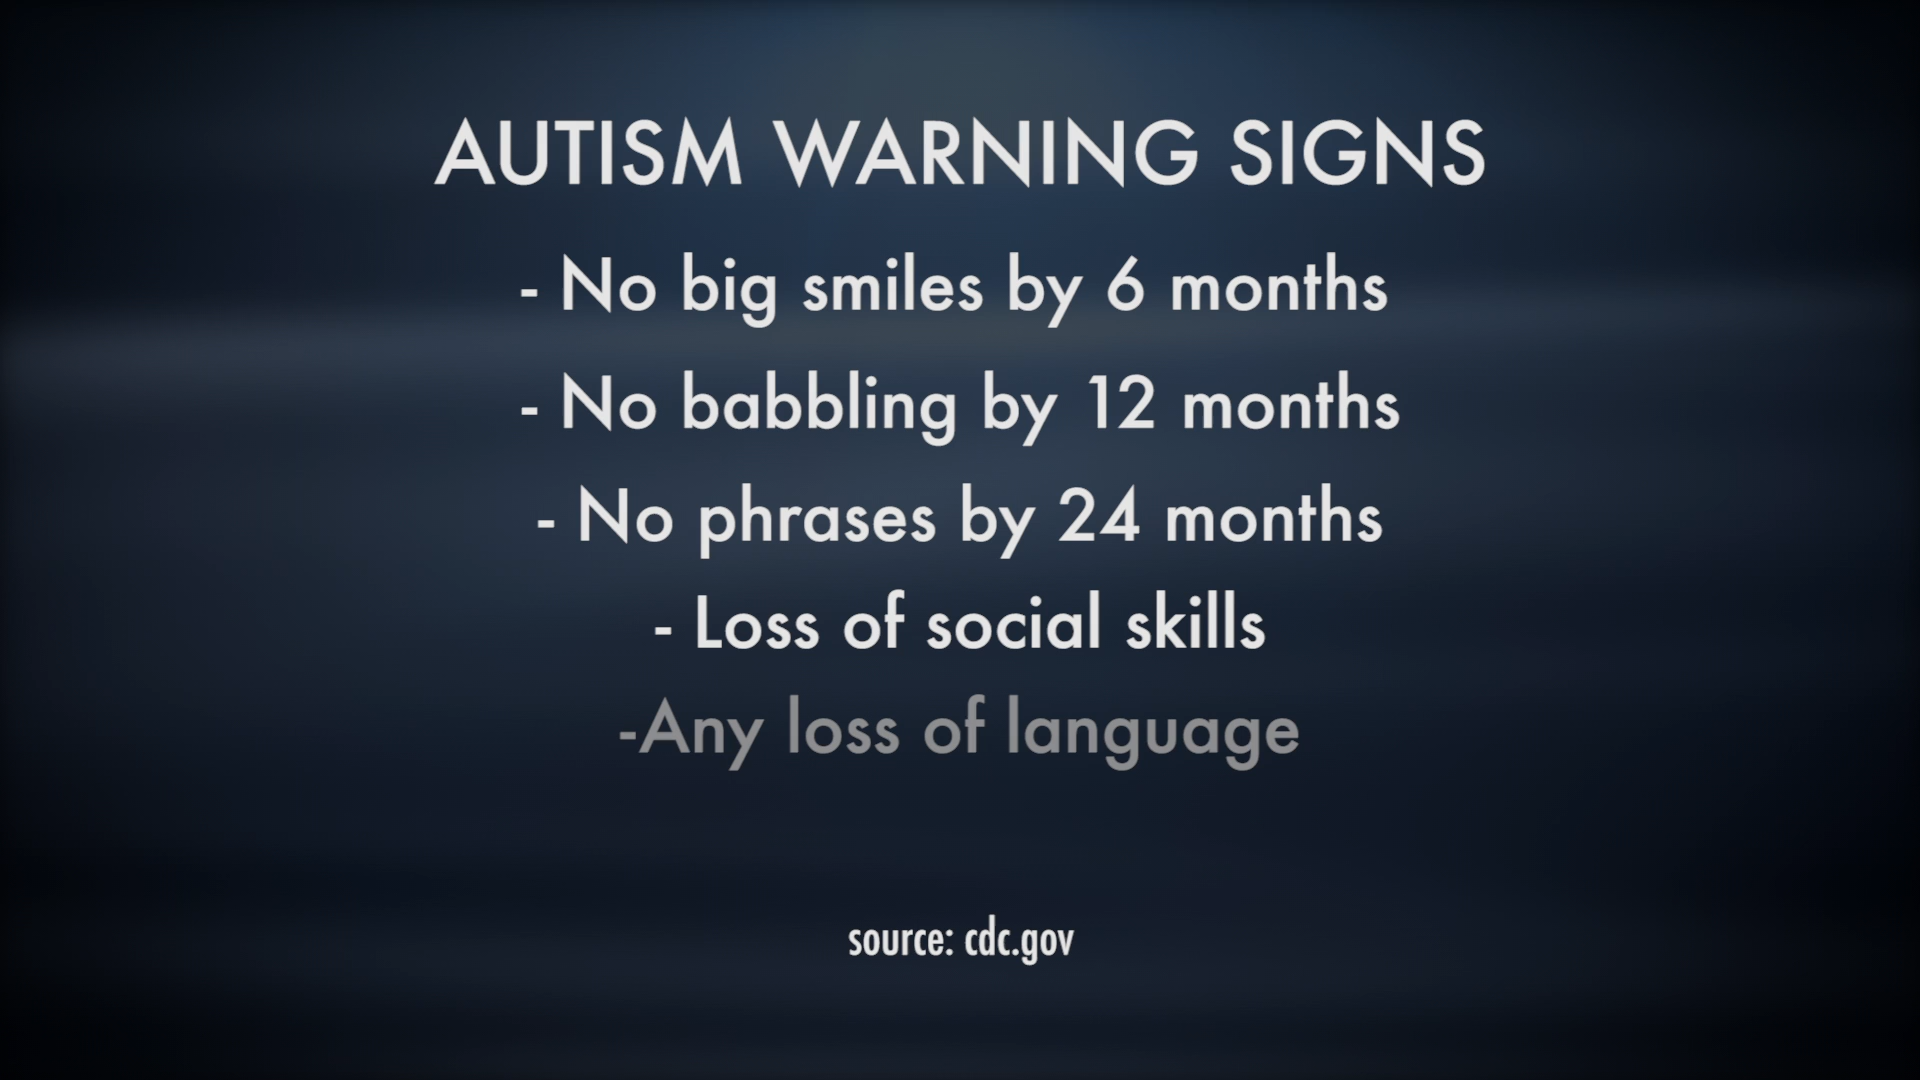 AUTISM WARNING SIGNS
- No big smiles by 6 months
- No babbling by 12 months
- No phrases by 24 months
- Loss of social skills
-Any loss of language
source: cdc.gov